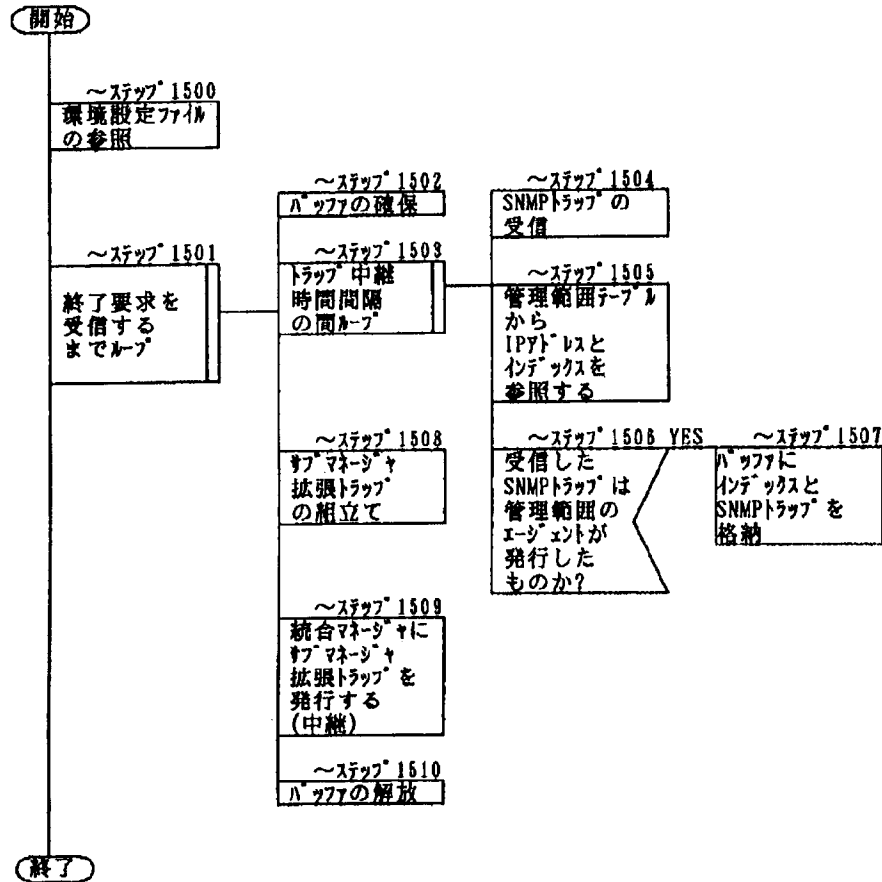 開始
～ステップ1500
環境設定ファイル
の参照
～ステップ1501
終了要求を
受信する
までループ
～ステップ1502
バッファの確保
～ステップ1503
トラップ中継
時間間隔
の間ループ
～ステップ1504
SNMPトラップの
受信
～ステップ1505
管理範囲テーブル
から
IPアドレスと
インデックスを
参照する
～ステップ1506 YES
受信した
SNMPトラップは
管理範囲の
エージェントが
発行した
ものか?
～ステップ1507
バッファに
インデックスと
SNMPトラップを
格納
～ステップ1508
サブマネージャ
拡張トラップ
の組立て
～ステップ1509
統合マネージャに
サブマネージャ
拡張トラップを
発行する
(中継)
～ステップ1510
バッファの解放
終了